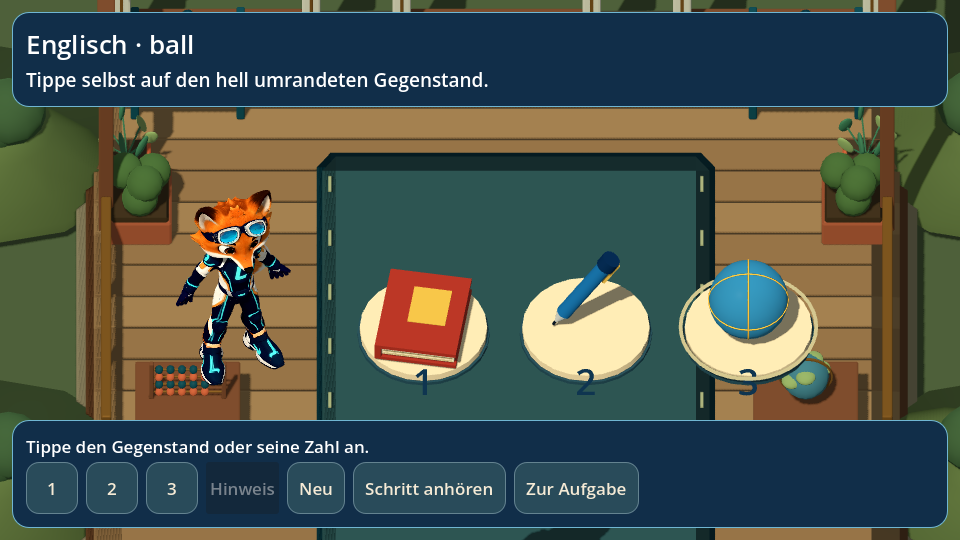 Englisch · ball
Tippe selbst auf den hell umrandeten Gegenstand.
1 2 3
Tippe den Gegenstand oder seine Zahl an.
1 2 3 Hinweis Neu Schritt anhören Zur Aufgabe